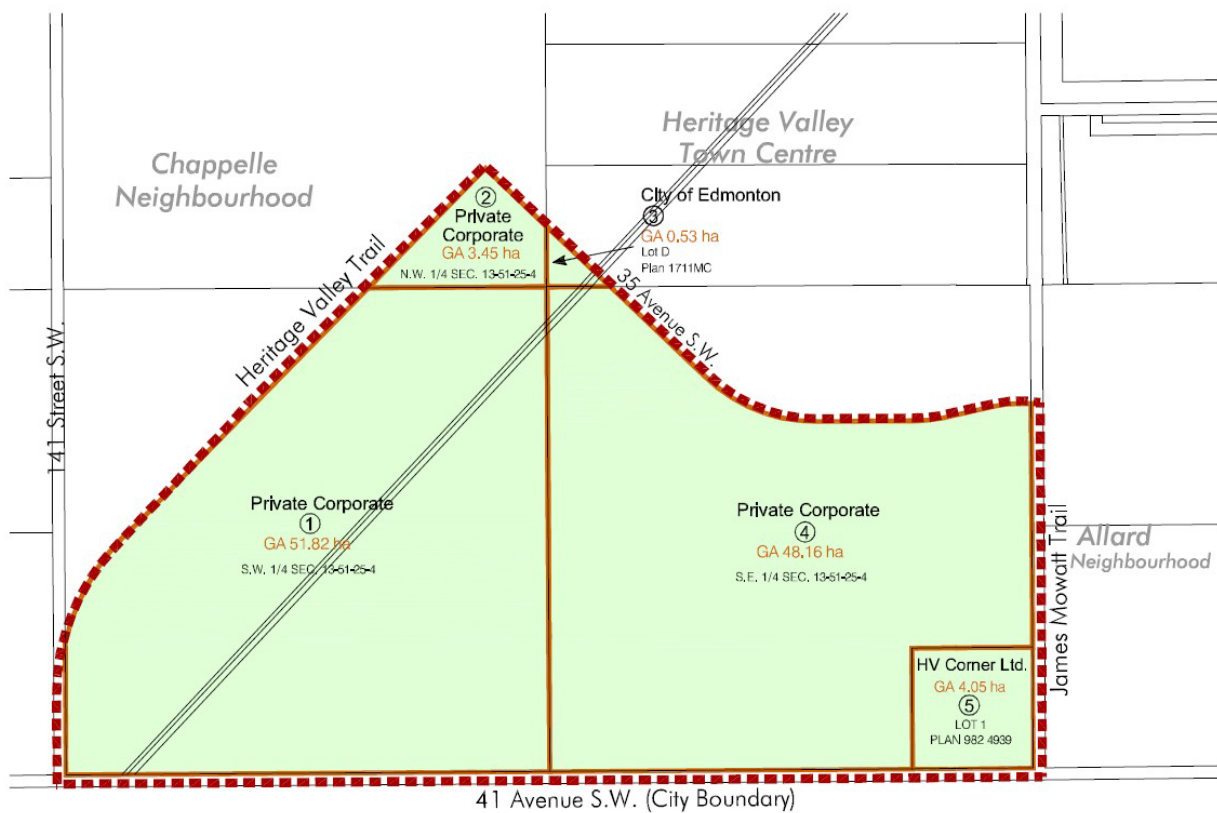 Heritage Valley
Town Centre
Chappelle
Neighbourhood
②
Private
Corporate
GA 3.45 ha
N.W. 1/4 SEC. 13-51-25-4
City of Edmonton
③
GA 0.53 ha
Lot D
Plan 1711MC
Heritage Valley Trail
35 Avenue S.W.
141 Street S.W.
Private Corporate
①
GA 51.82 ha
S.W. 1/4 SEC. 13-51-25-4
Private Corporate
④
GA 48.16 ha
S.E. 1/4 SEC. 13-51-25-4
James Mowatt Trail
Allard
Neighbourhood
HV Corner Ltd.
GA 4.05 ha
⑤
LOT 1
PLAN 982 4939
41 Avenue S.W. (City Boundary)